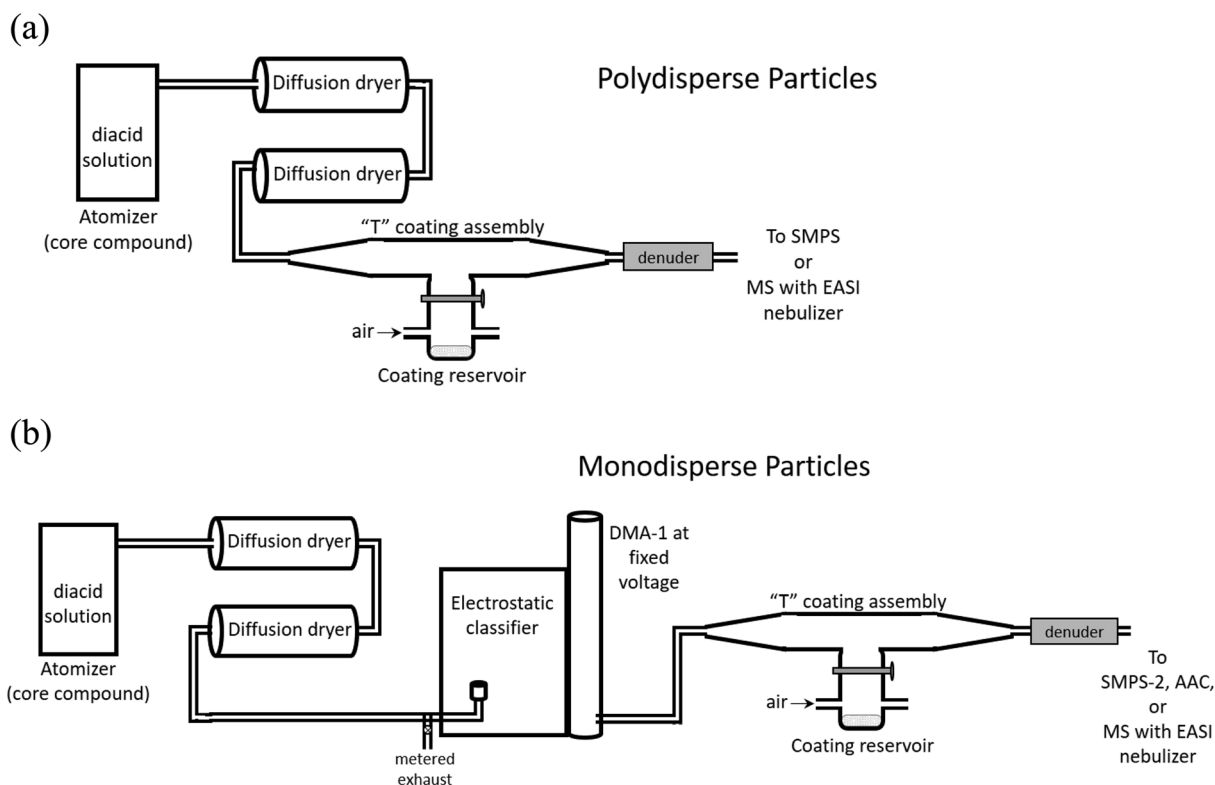 (a)
Polydisperse Particles
Diffusion dryer
diacid
solution
Diffusion dryer
Atomizer
(core compound)
“T” coating assembly
denuder
To SMPS
or
MS with EASI
nebulizer
air
Coating reservoir
(b)
Monodisperse Particles
Diffusion dryer
diacid
solution
Diffusion dryer
Atomizer
(core compound)
Electrostatic
classifier
DMA-1 at
fixed
voltage
metered
exhaust
“T” coating assembly
denuder
air
Coating reservoir
To
SMPS-2, AAC,
or
MS with EASI
nebulizer